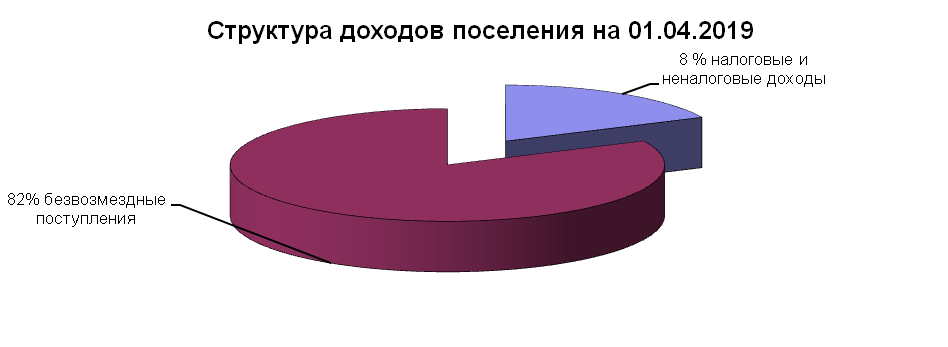 Структура доходов поселения на 01.04.2019
8 % налоговые и
неналоговые доходы
82% безвозмездные
поступления